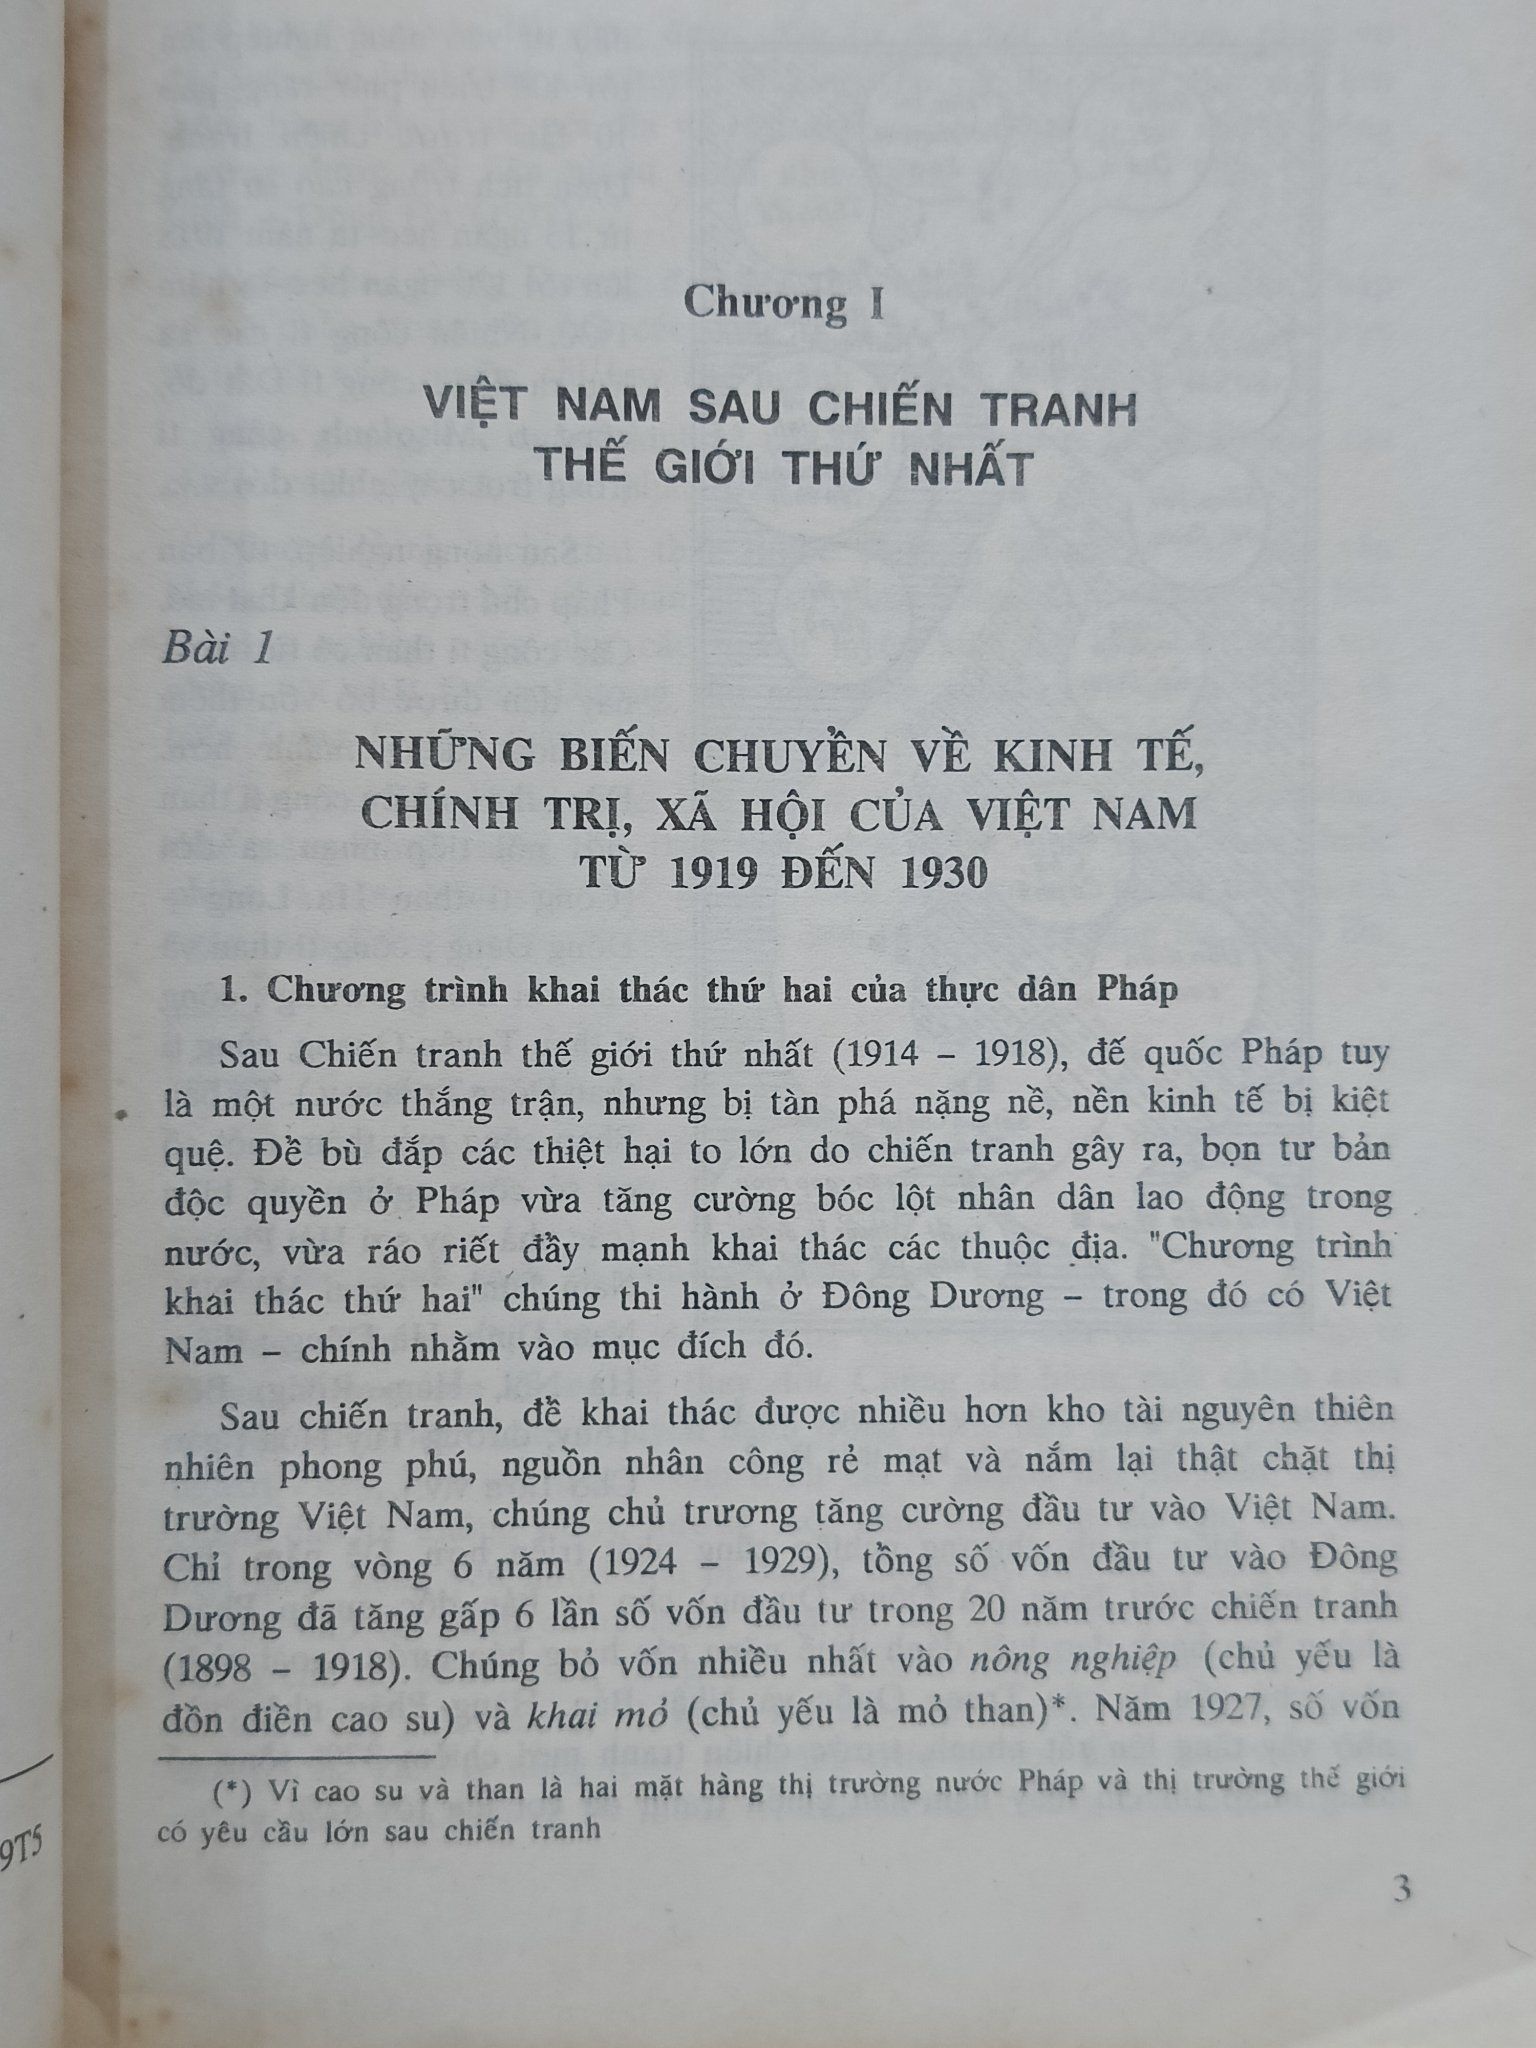 Chương I
VIỆT NAM SAU CHIẾN TRANH
THẾ GIỚI THỨ NHẤT
Bài 1
NHỮNG BIẾN CHUYỂN VỀ KINH TẾ,
CHÍNH TRỊ, XÃ HỘI CỦA VIỆT NAM
TỪ 1919 ĐẾN 1930
1. Chương trình khai thác thứ hai của thực dân Pháp
Sau Chiến tranh thế giới thứ nhất (1914 – 1918), đế quốc Pháp tuy
là một nước thắng trận, nhưng bị tàn phá nặng nề, nền kinh tế bị kiệt
quệ. Để bù đắp các thiệt hại to lớn do chiến tranh gây ra, bọn tư bản
độc quyền ở Pháp vừa tăng cường bóc lột nhân dân lao động trong
nước, vừa ráo riết đẩy mạnh khai thác các thuộc địa. "Chương trình
khai thác thứ hai" chúng thi hành ở Đông Dương – trong đó có Việt
Nam – chính nhằm vào mục đích đó.
Sau chiến tranh, để khai thác được nhiều hơn kho tài nguyên thiên
nhiên phong phú, nguồn nhân công rẻ mạt và nắm lại thật chặt thị
trường Việt Nam, chúng chủ trương tăng cường đầu tư vào Việt Nam.
Chỉ trong vòng 6 năm (1924 – 1929), tổng số vốn đầu tư vào Đông
Dương đã tăng gấp 6 lần số vốn đầu tư trong 20 năm trước chiến tranh
(1898 – 1918). Chúng bỏ vốn nhiều nhất vào nông nghiệp (chủ yếu là
đồn điền cao su) và khai mỏ (chủ yếu là mỏ than)*. Năm 1927, số vốn
(*) Vì cao su và than là hai mặt hàng thị trường nước Pháp và thị trường thế giới
có yêu cầu lớn sau chiến tranh
9T5
3